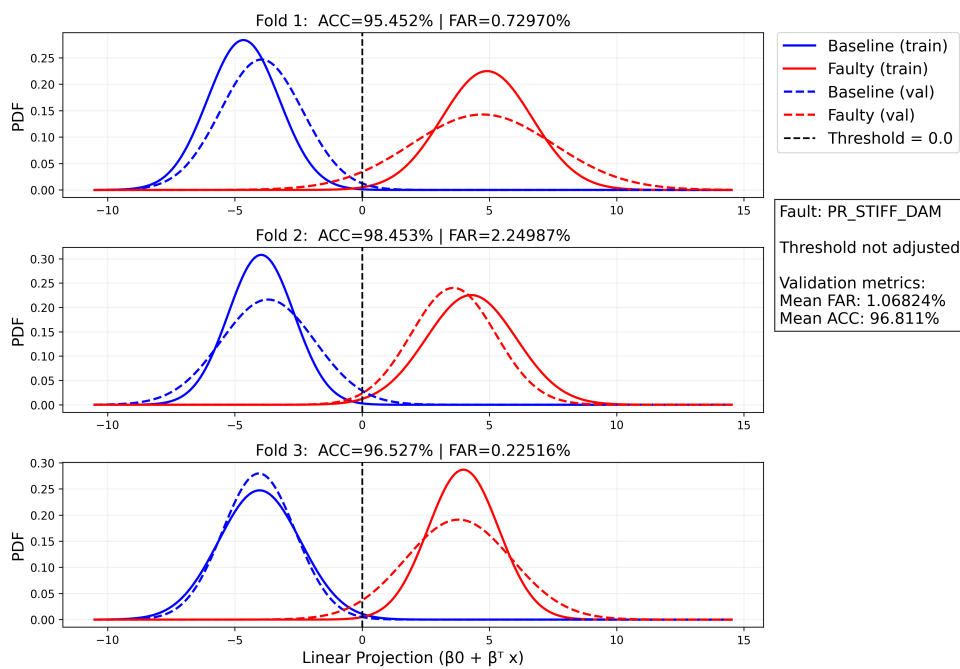 Fold 1:  ACC=95.452% | FAR=0.72970%
PDF
0.25
0.20
0.15
0.10
0.05
0.00
−10
−5
0
5
10
15
Baseline (train)
Faulty (train)
Baseline (val)
Faulty (val)
Threshold = 0.0
Fault: PR_STIFF_DAM
Threshold not adjusted
Validation metrics:
Mean FAR: 1.06824%
Mean ACC: 96.811%
Fold 2:  ACC=98.453% | FAR=2.24987%
PDF
0.30
0.25
0.20
0.15
0.10
0.05
0.00
−10
−5
0
5
10
15
Fold 3:  ACC=96.527% | FAR=0.22516%
PDF
0.30
0.25
0.20
0.15
0.10
0.05
0.00
−10
−5
0
5
10
15
Linear Projection (β0 + βᵀ x)